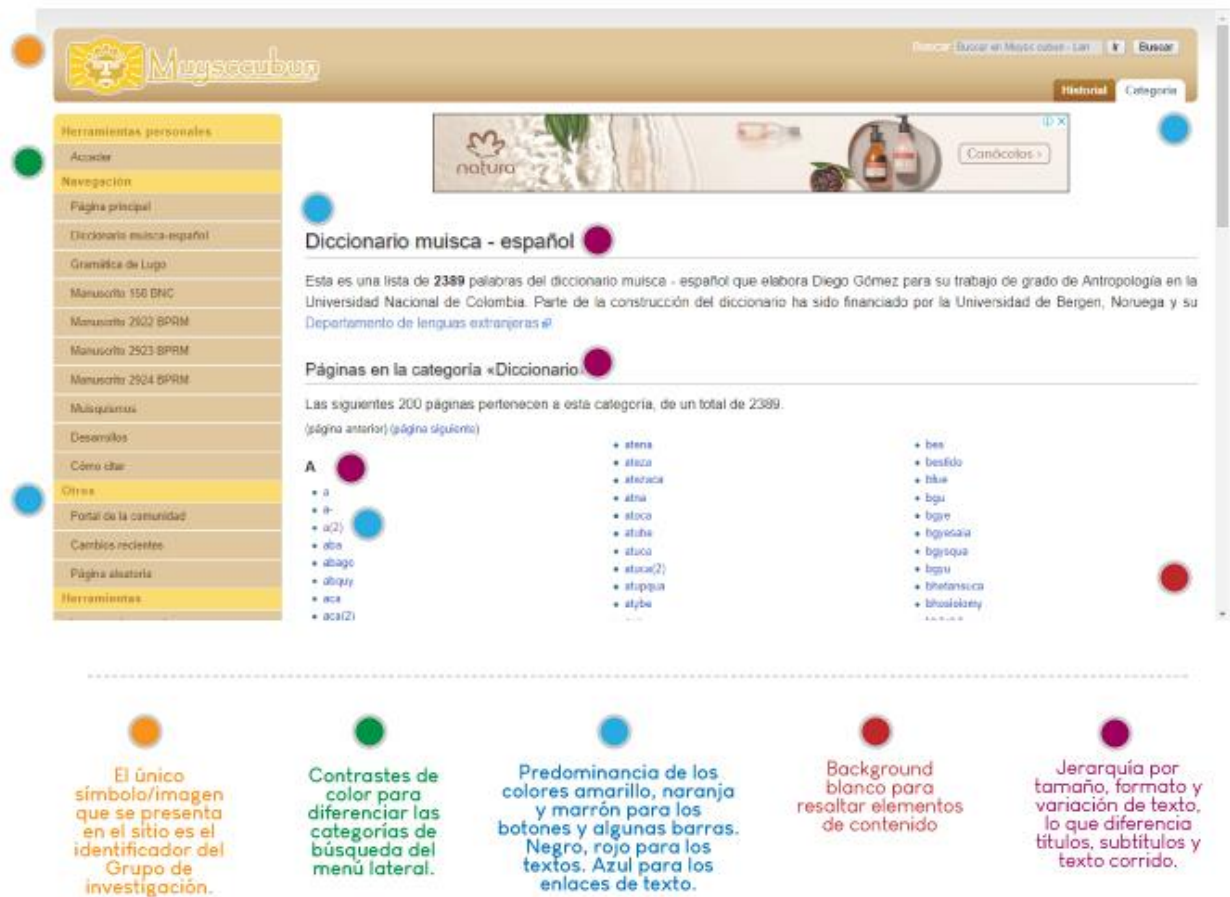 Muysccubun
Buscar: Buscar en Muysc cubun - Lan Ir Buscar
Historial Categoría
Herramientas personales
Acceder
Navegación
Página principal
Diccionario muisca-español
Gramática de Lugo
Manuscrito 158 BNC
Manuscrito 2922 BPRM
Manuscrito 2923 BPRM
Manuscrito 2924 BPRM
Muisquismos
Desarrollos
Cómo citar
Otros
Portal de la comunidad
Cambios recientes
Página aleatoria
Herramientas
natura
Conócelos >
Diccionario muisca - español
Esta es una lista de 2389 palabras del diccionario muisca - español que elabora Diego Gómez para su trabajo de grado de Antropología en la
Universidad Nacional de Colombia. Parte de la construcción del diccionario ha sido financiado por la Universidad de Bergen, Noruega y su
Departamento de lenguas extranjeras
Páginas en la categoría «Diccionario»
Las siguientes 200 páginas pertenecen a esta categoría, de un total de 2389.
(página anterior) (página siguiente)
A
• a
• a-
• a(2)
• aba
• abago
• abquy
• aca
• aca(2)
• atena
• ateza
• atezaca
• atna
• atoca
• atuba
• atuca
• atuca(2)
• atupqua
• atybe
• bes
• bestido
• blue
• bgu
• bgye
• bgyesaia
• bgysqua
• bgyu
• bhetansuca
• bhosioiomy
El único
símbolo/imagen
que se presenta
en el sitio es el
identificador del
Grupo de
investigación.
Contrastes de
color para
diferenciar las
categorías de
búsqueda del
menú lateral.
Predominancia de los
colores amarillo, naranja
y marrón para los
botones y algunas barras.
Negro, rojo para los
textos. Azul para los
enlaces de texto.
Background
blanco para
resaltar elementos
de contenido
Jerarquía por
tamaño, formato y
variación de texto,
lo que diferencia
títulos, subtítulos y
texto corrido.